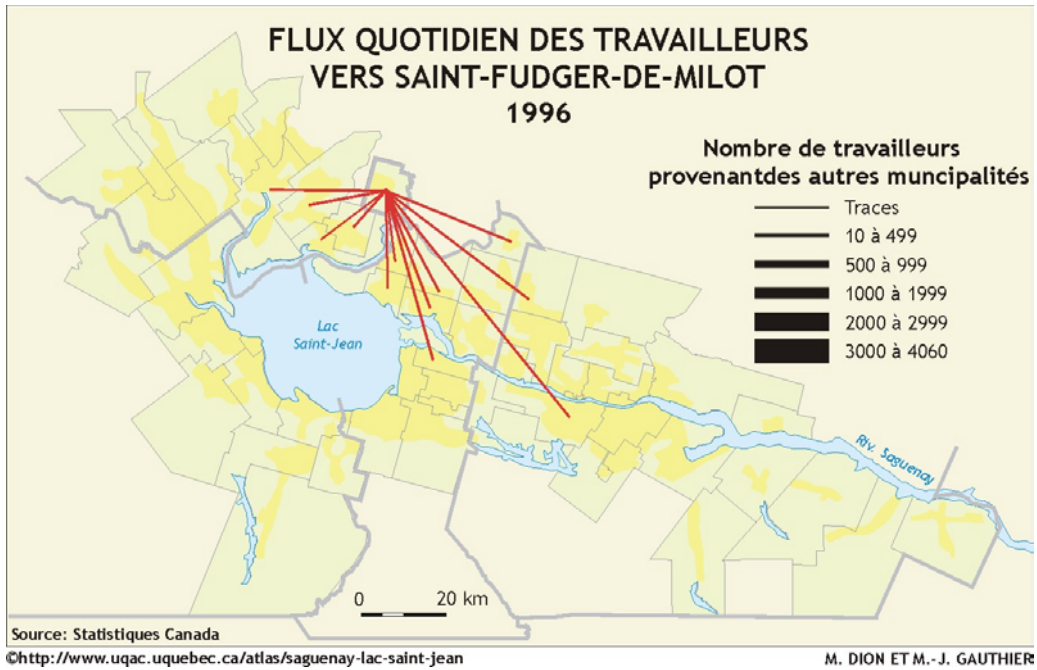 FLUX QUOTIDIEN DES TRAVAILLEURS
VERS SAINT-FUDGER-DE-MILOT
1996
Nombre de travailleurs
provenantdes autres muncipalités
Traces
10 à 499
500 à 999
1000 à 1999
2000 à 2999
3000 à 4060
Lac
Saint-Jean
Riv. Saguenay
0 20 km
Source: Statistiques Canada
©http://www.uqac.uquebec.ca/atlas/saguenay-lac-saint-jean
M. DION ET M.-J. GAUTHIER